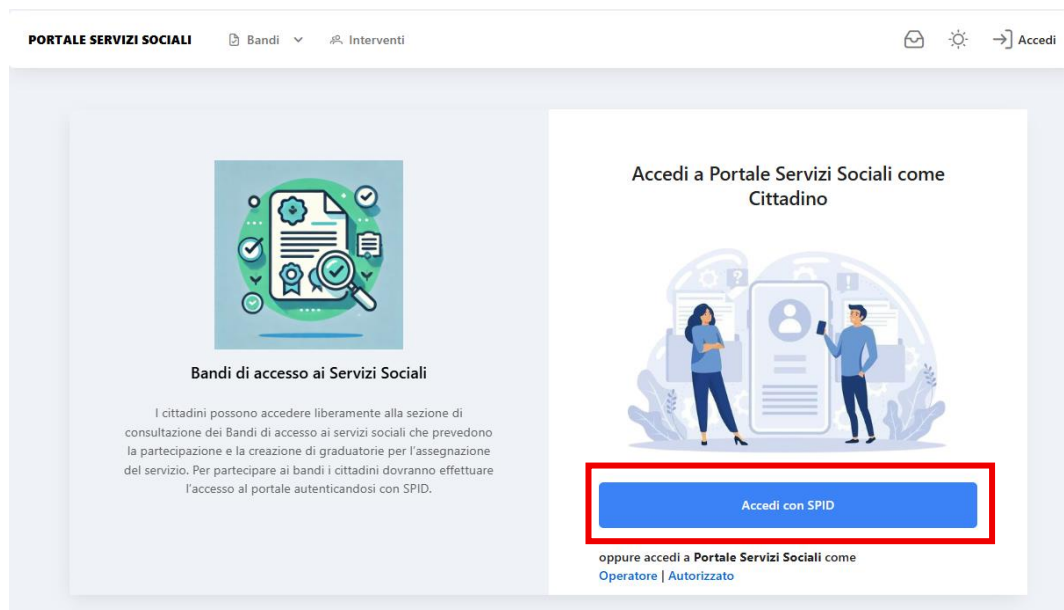 PORTALE SERVIZI SOCIALI Bandi Interventi Accedi
Bandi di accesso ai Servizi Sociali
I cittadini possono accedere liberamente alla sezione di
consultazione dei Bandi di accesso ai servizi sociali che prevedono
la partecipazione e la creazione di graduatorie per l'assegnazione
del servizio. Per partecipare ai bandi i cittadini dovranno effettuare
l'accesso al portale autenticandosi con SPID.
Accedi a Portale Servizi Sociali come
Cittadino
Accedi con SPID
oppure accedi a Portale Servizi Sociali come
Operatore | Autorizzato